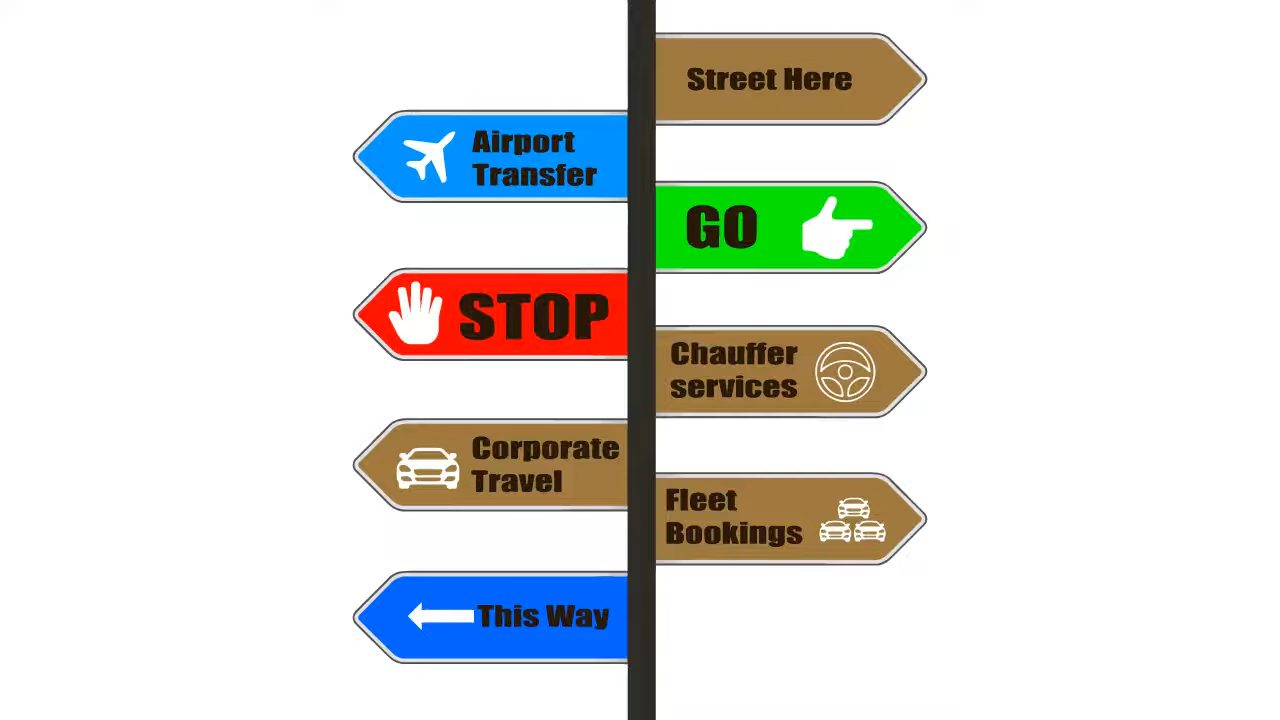 Street Here
Airport
Transfer
GO
STOP
Chauffer
services
Corporate
Travel
Fleet
Bookings
This Way